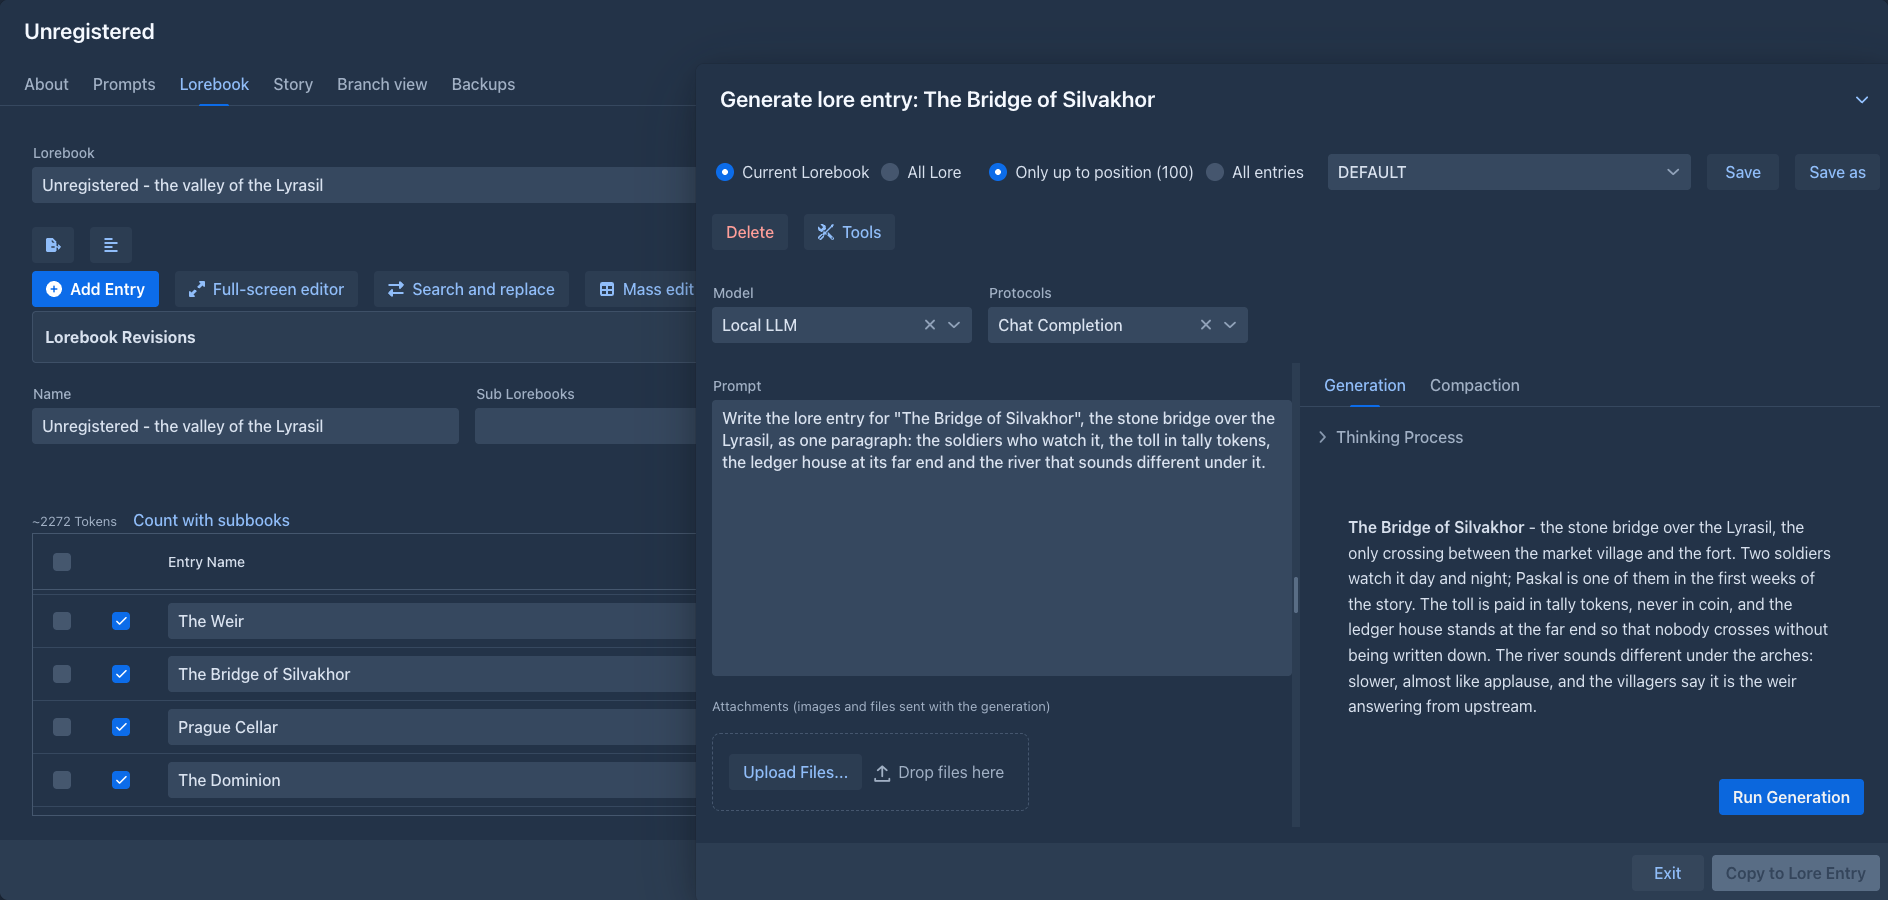 Unregistered
About
Prompts
Lorebook
Story
Branch view
Backups
Lorebook
Unregistered - the valley of the Lyrasil
Add Entry
Full-screen editor
Search and replace
Mass edit
Lorebook Revisions
Name
Sub Lorebooks
Unregistered - the valley of the Lyrasil
~2272 Tokens
Count with subbooks
Entry Name
The Weir
The Bridge of Silvakhor
Prague Cellar
The Dominion
Generate lore entry: The Bridge of Silvakhor
Current Lorebook
All Lore
Only up to position (100)
All entries
DEFAULT
Save
Save as
Delete
Tools
Model
Protocols
Local LLM
Chat Completion
Prompt
Write the lore entry for "The Bridge of Silvakhor", the stone bridge over the
Lyrasil, as one paragraph: the soldiers who watch it, the toll in tally tokens,
the ledger house at its far end and the river that sounds different under it.
Attachments (images and files sent with the generation)
Upload Files...
Drop files here
Generation
Compaction
Thinking Process
The Bridge of Silvakhor - the stone bridge over the Lyrasil, the
only crossing between the market village and the fort. Two soldiers
watch it day and night; Paskal is one of them in the first weeks of
the story. The toll is paid in tally tokens, never in coin, and the
ledger house stands at the far end so that nobody crosses without
being written down. The river sounds different under the arches:
slower, almost like applause, and the villagers say it is the weir
answering from upstream.
Run Generation
Exit
Copy to Lore Entry